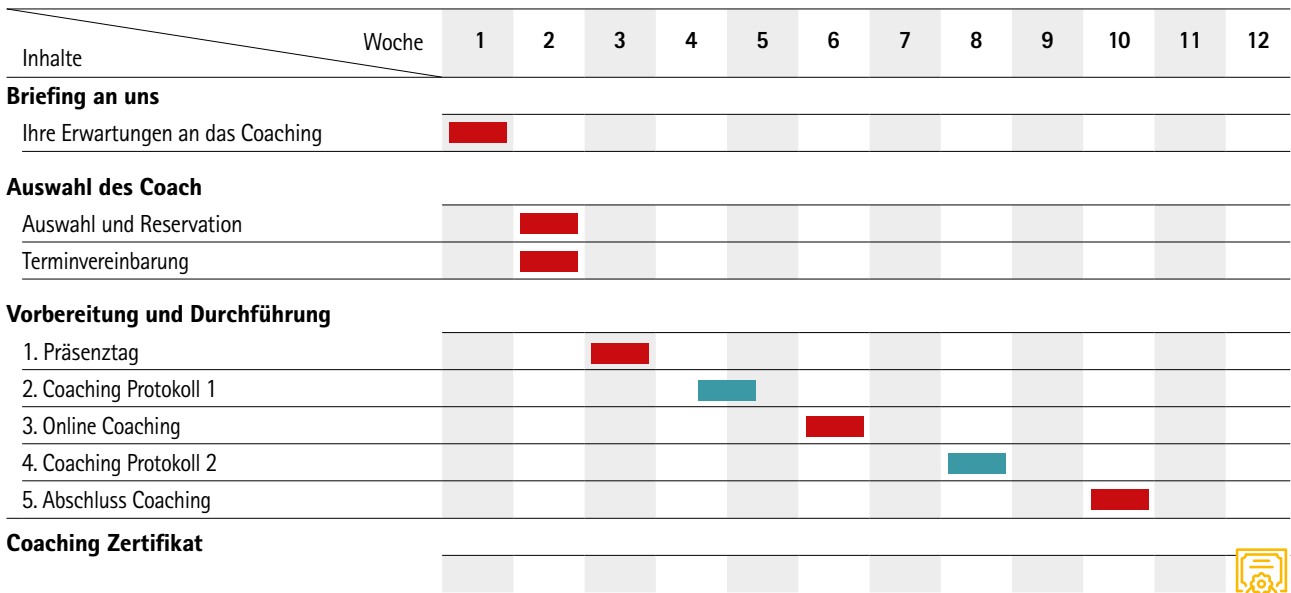 Woche 1 2 3 4 5 6 7 8 9 10 11 12
Inhalte
Briefing an uns
Ihre Erwartungen an das Coaching
Auswahl des Coach
Auswahl und Reservation
Terminvereinbarung
Vorbereitung und Durchführung
1. Präsenztag
2. Coaching Protokoll 1
3. Online Coaching
4. Coaching Protokoll 2
5. Abschluss Coaching
Coaching Zertifikat